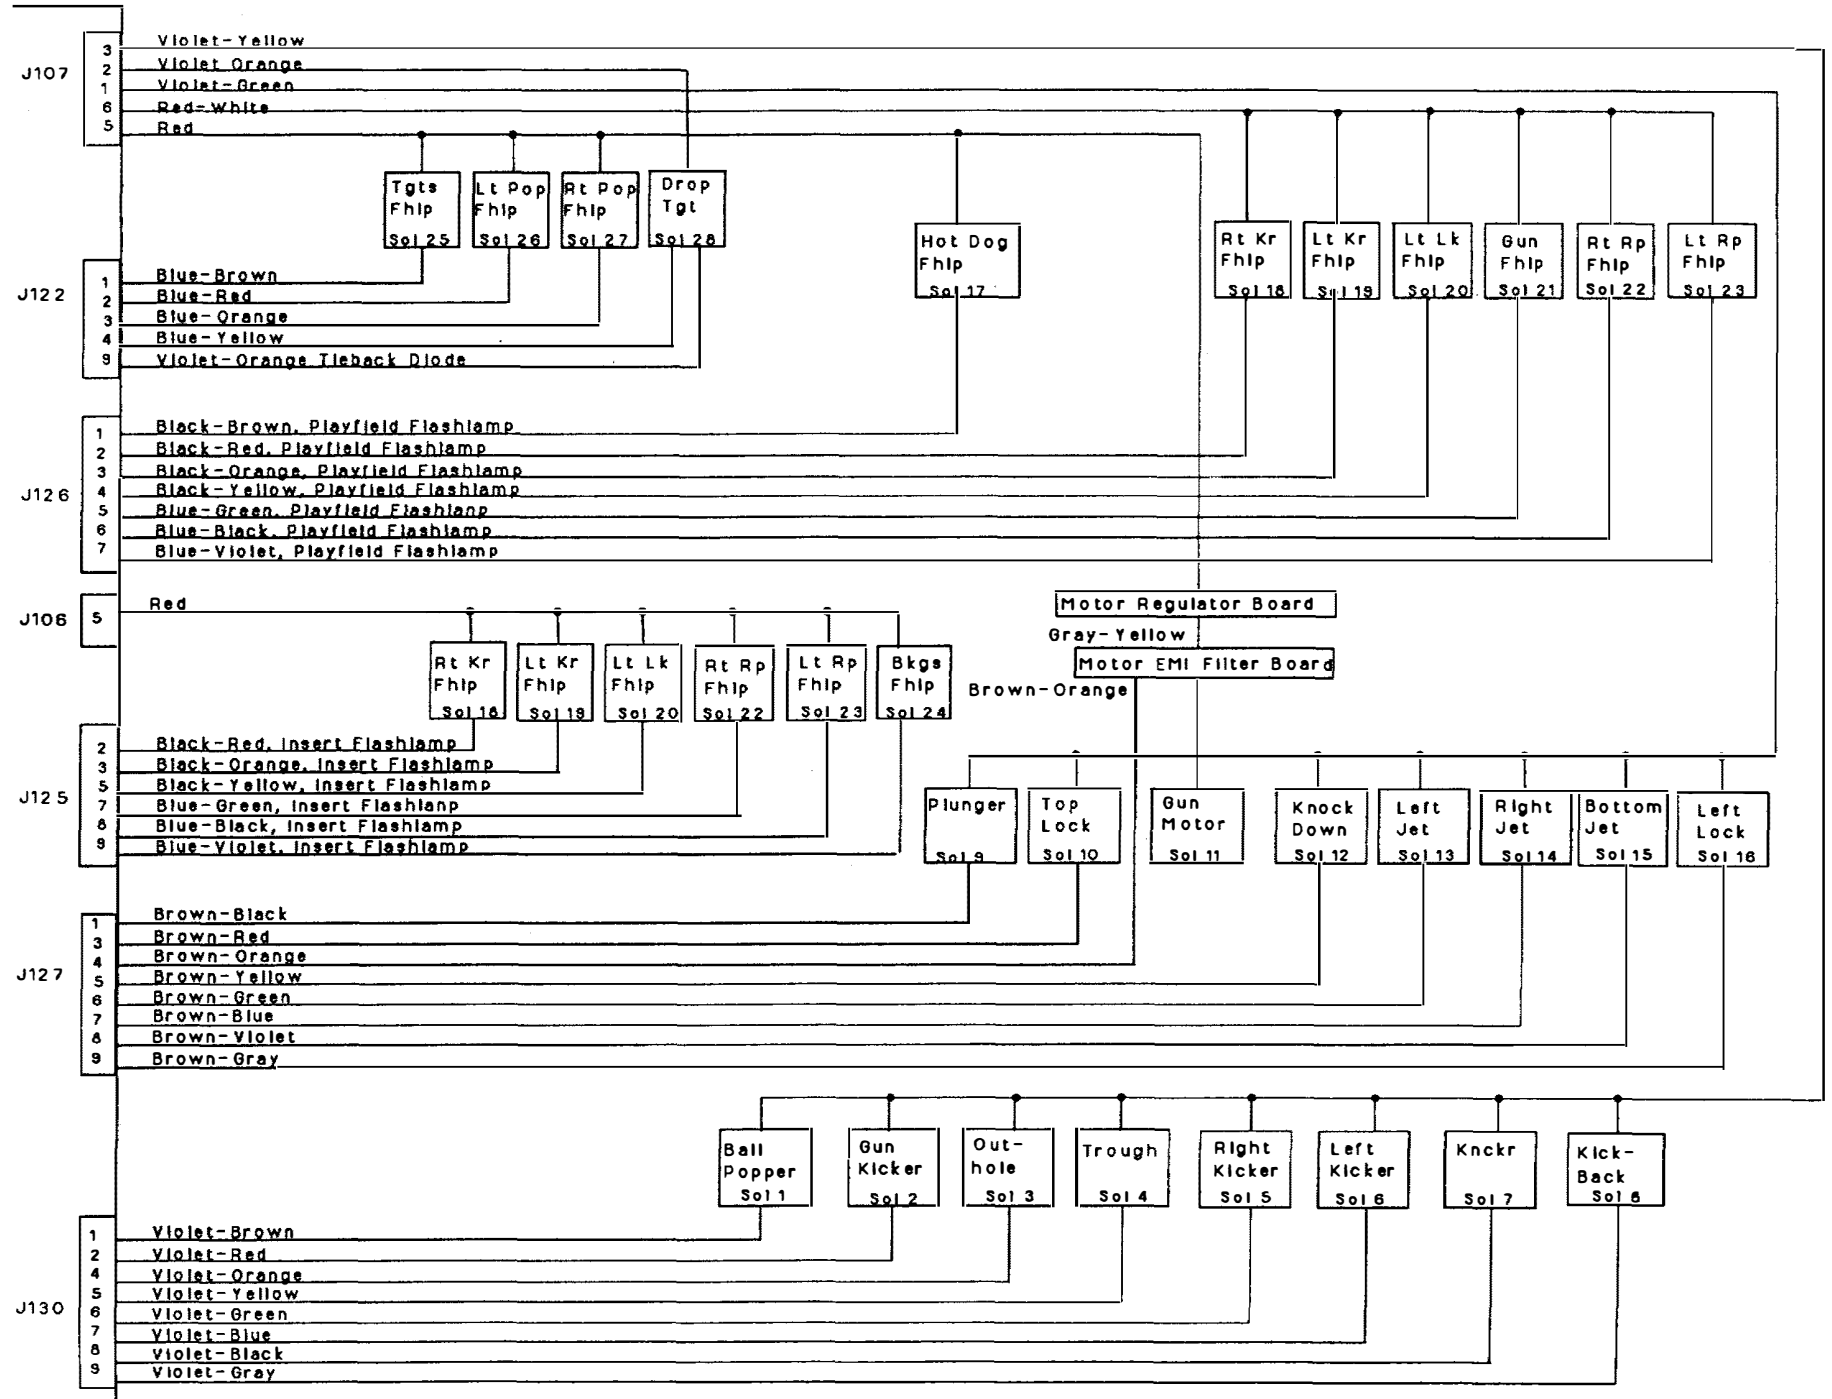 J107
3 Violet-Yellow
2 Violet Orange
1 Violet-Green
6 Red-White
5 Red
Tgts Fhlp Sol 25
Lt Pop Fhlp Sol 26
Rt Pop Fhlp Sol 27
Drop Tgt Sol 28
Hot Dog Fhlp Sol 17
Rt Kr Fhlp Sol 18
Lt Kr Fhlp Sol 19
Lt Lk Fhlp Sol 20
Gun Fhlp Sol 21
Rt Rp Fhlp Sol 22
Lt Rp Fhlp Sol 23
J122
1 Blue-Brown
2 Blue-Red
3 Blue-Orange
4 Blue-Yellow
9 Violet-Orange Tieback Diode
J126
1 Black-Brown, Playfield Flashlamp
2 Black-Red, Playfield Flashlamp
3 Black-Orange, Playfield Flashlamp
4 Black-Yellow, Playfield Flashlamp
5 Blue-Green, Playfield Flashlanp
6 Blue-Black, Playfield Flashlamp
7 Blue-Violet, Playfield Flashlamp
J106
5 Red
Motor Regulator Board
Gray-Yellow
Motor EMI Filter Board
Brown-Orange
Rt Kr Fhlp Sol 18
Lt Kr Fhlp Sol 19
Lt Lk Fhlp Sol 20
Rt Rp Fhlp Sol 22
Lt Rp Fhlp Sol 23
Bkgs Fhlp Sol 24
J125
2 Black-Red, Insert Flashlamp
3 Black-Orange, Insert Flashlamp
5 Black-Yellow, Insert Flashlamp
7 Blue-Green, Insert Flashlanp
8 Blue-Black, Insert Flashlamp
9 Blue-Violet, Insert Flashlamp
Plunger Sol 9
Top Lock Sol 10
Gun Motor Sol 11
Knock Down Sol 12
Left Jet Sol 13
Right Jet Sol 14
Bottom Jet Sol 15
Left Lock Sol 16
J127
1 Brown-Black
3 Brown-Red
4 Brown-Orange
5 Brown-Yellow
6 Brown-Green
7 Brown-Blue
8 Brown-Violet
9 Brown-Gray
Ball Popper Sol 1
Gun Kicker Sol 2
Out-hole Sol 3
Trough Sol 4
Right Kicker Sol 5
Left Kicker Sol 6
Knckr Sol 7
Kick-Back Sol 8
J130
1 Violet-Brown
2 Violet-Red
4 Violet-Orange
5 Violet-Yellow
6 Violet-Green
7 Violet-Blue
8 Violet-Black
9 Violet-Gray